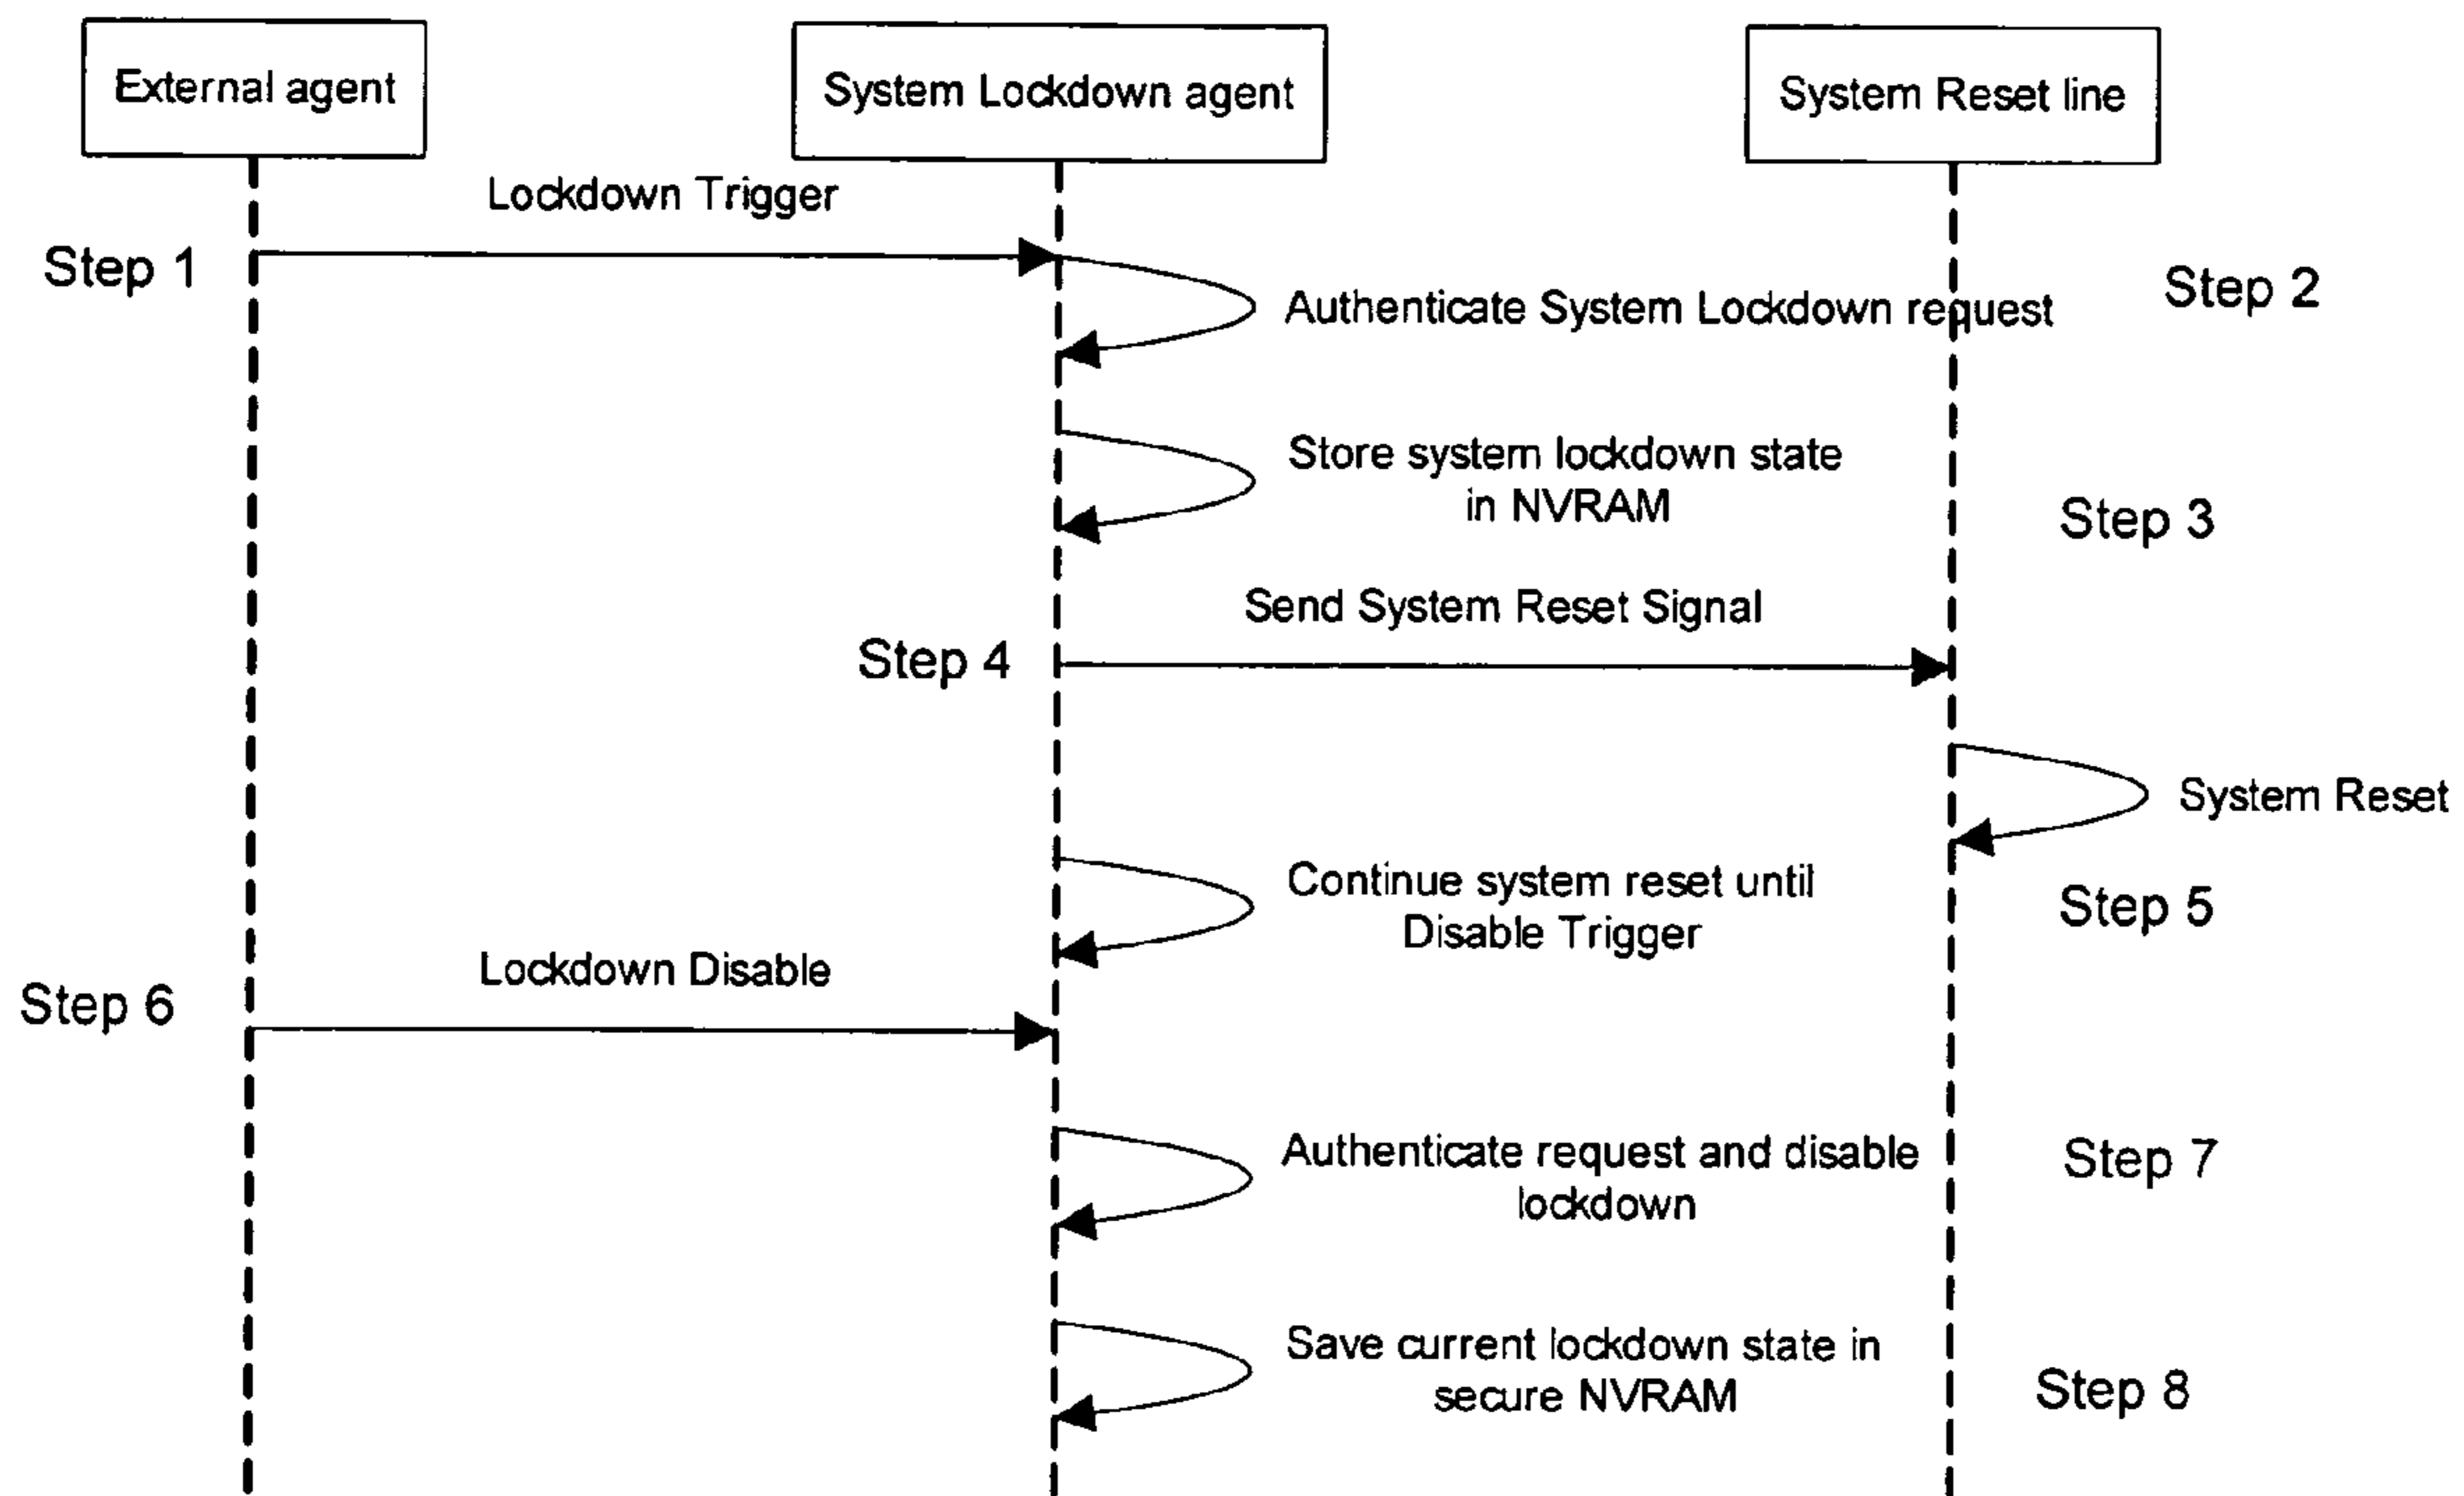 External agent
System Lockdown agent
System Reset line
Lockdown Trigger
Step 1
Step 2
Authenticate System Lockdown request
Store system lockdown state
in NVRAM
Step 3
Send System Reset Signal
Step 4
System Reset
Continue system reset until
Disable Trigger
Step 5
Lockdown Disable
Step 6
Authenticate request and disable
lockdown
Step 7
Save current lockdown state in
secure NVRAM
Step 8